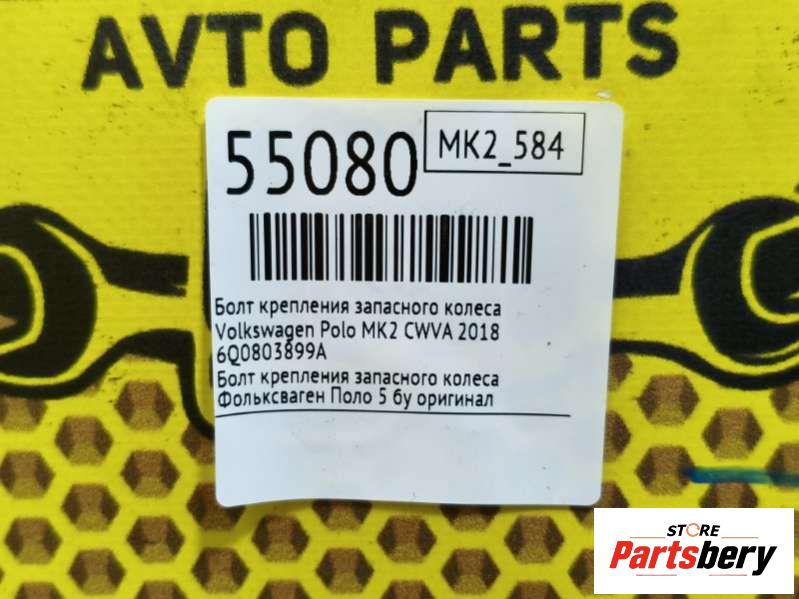 AVTO PARTS
55080
MK2_584
Болт крепления запасного колеса
Volkswagen Polo MK2 CWVA 2018
6Q0803899A
Болт крепления запасного колеса
Фольксваген Поло 5 бу оригинал
STORE
Partsbery